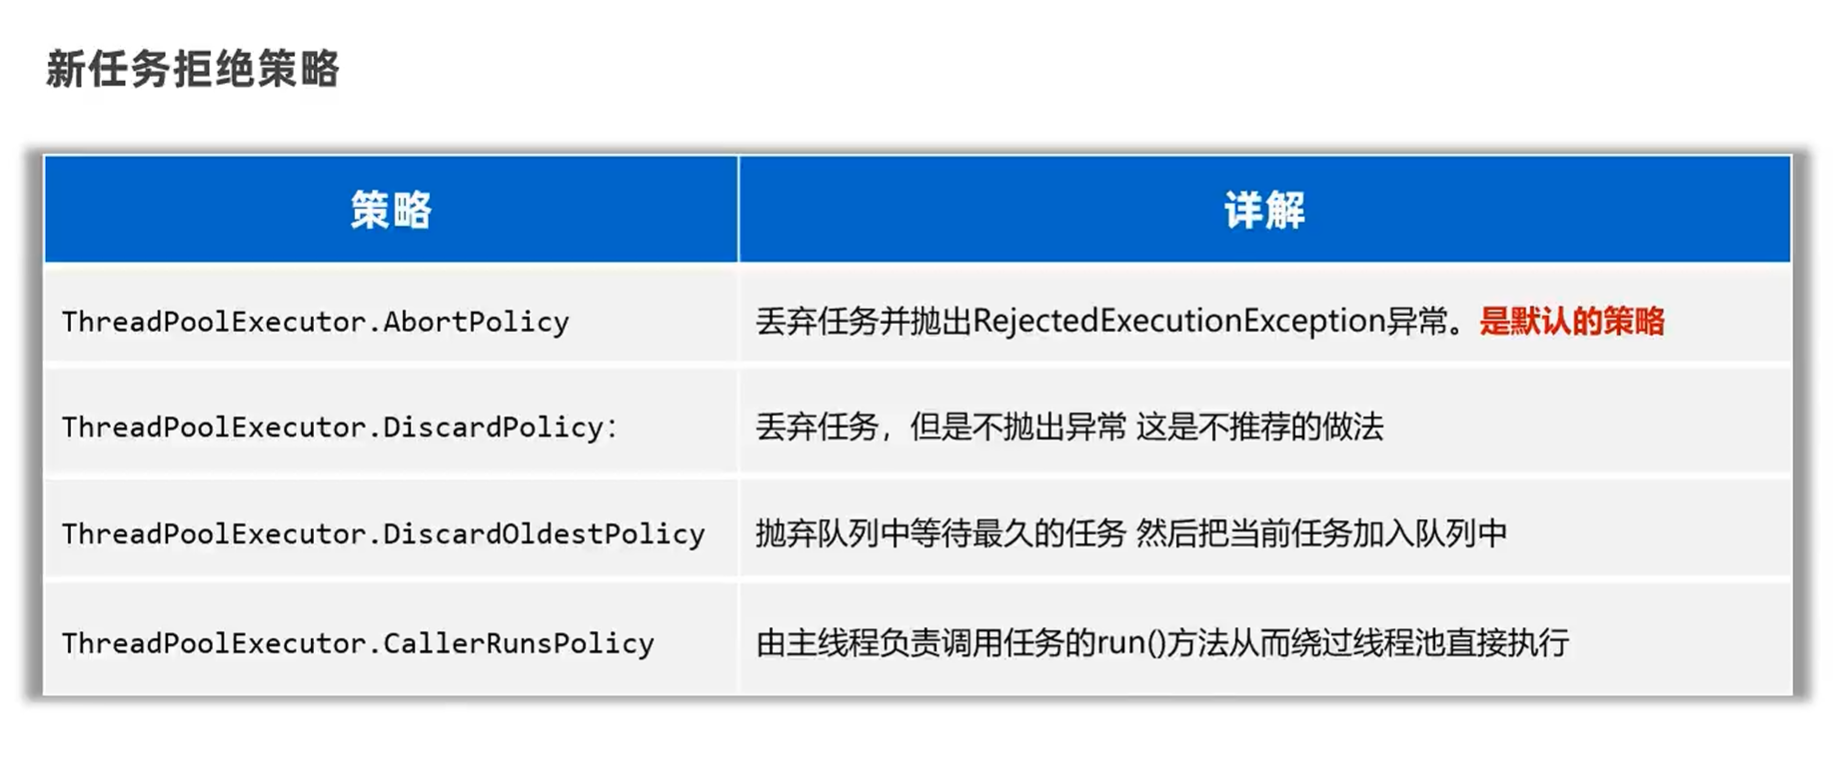 新任务拒绝策略
策略 详解
ThreadPoolExecutor.AbortPolicy 丢弃任务并抛出RejectedExecutionException异常。是默认的策略
ThreadPoolExecutor.DiscardPolicy: 丢弃任务，但是不抛出异常 这是不推荐的做法
ThreadPoolExecutor.DiscardOldestPolicy 抛弃队列中等待最久的任务 然后把当前任务加入队列中
ThreadPoolExecutor.CallerRunsPolicy 由主线程负责调用任务的run()方法从而绕过线程池直接执行